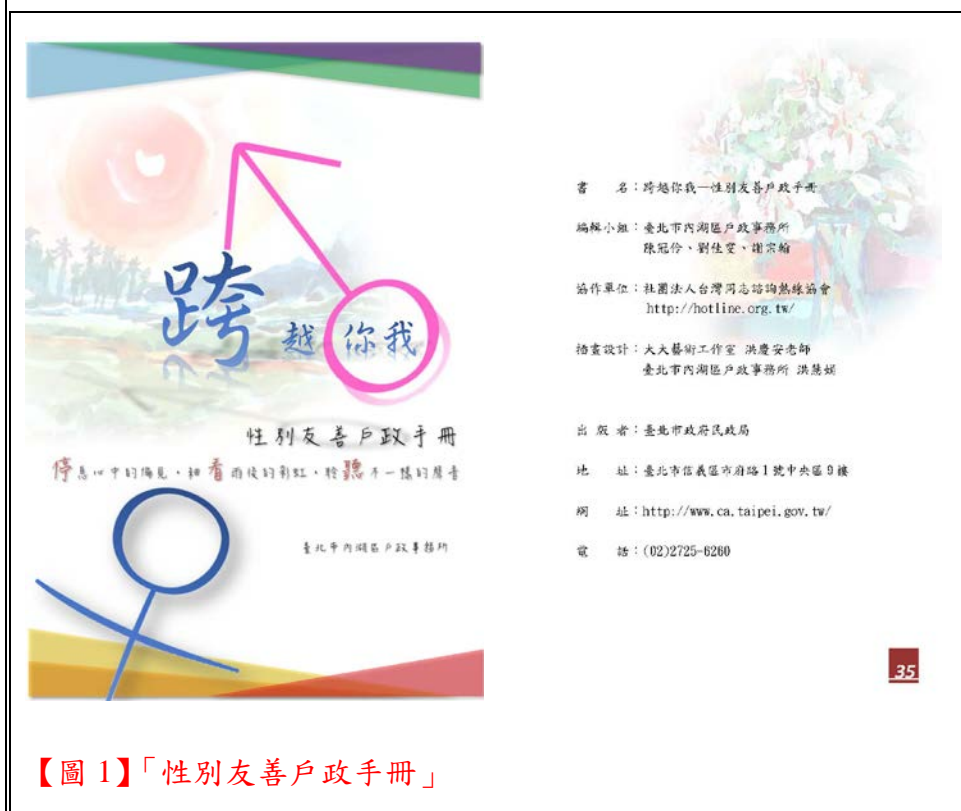 跨越你我
性別友善戶政手冊
停息心中的偏見，細看雨後的彩虹，聆聽不一樣的聲音
臺北市內湖區戶政事務所
書 名：跨越你我—性別友善戶政手冊
編輯小組：臺北市內湖區戶政事務所
陳冠伶、劉佳雯、謝宗翰
協作單位：社團法人台灣同志諮詢熱線協會
http://hotline.org.tw/
插畫設計：大大藝術工作室 洪慶安老師
臺北市內湖區戶政事務所 洪慧娟
出 版 者：臺北市政府民政局
地 址：臺北市信義區市府路1號中央區9樓
網 址：http://www.ca.taipei.gov.tw/
電 話：(02)2725-6260
35
【圖 1】「性別友善戶政手冊」